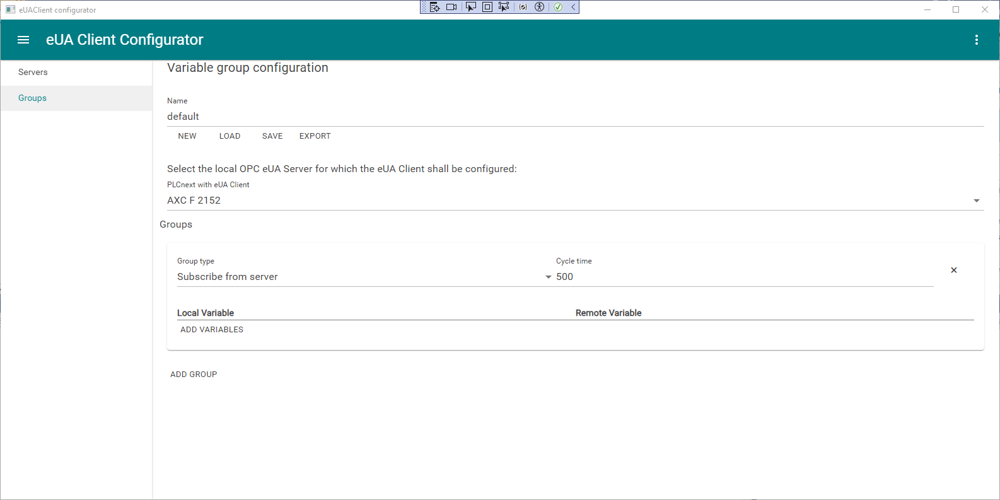 eUAClient configurator
eUA Client Configurator
Servers
Groups
Variable group configuration
Name
default
NEW LOAD SAVE EXPORT
Select the local OPC eUA Server for which the eUA Client shall be configured:
PLCnext with eUA Client
AXC F 2152
Groups
Group type Cycle time
Subscribe from server 500
Local Variable Remote Variable
ADD VARIABLES
ADD GROUP